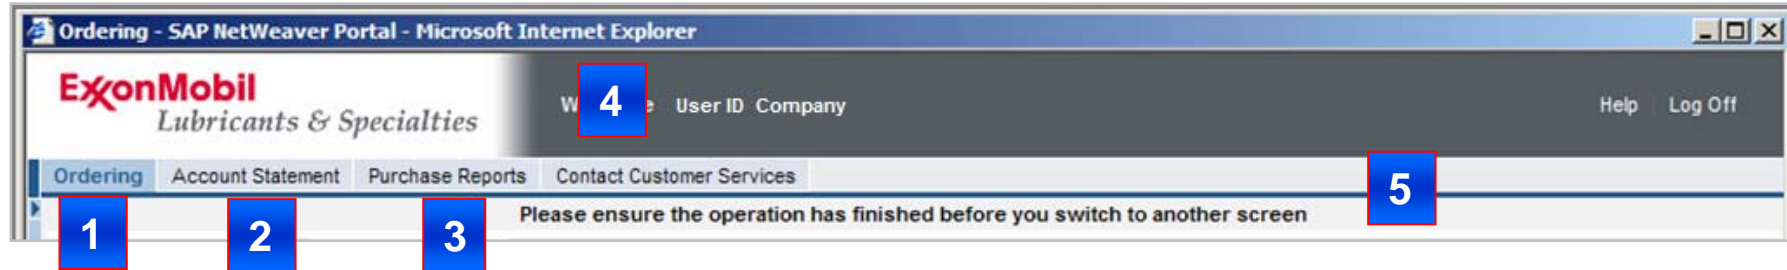 Ordering - SAP NetWeaver Portal - Microsoft Internet Explorer
ExxonMobil
Lubricants & Specialties
4
User ID Company
Help Log Off
Ordering Account Statement Purchase Reports Contact Customer Services
5
Please ensure the operation has finished before you switch to another screen
1 2 3